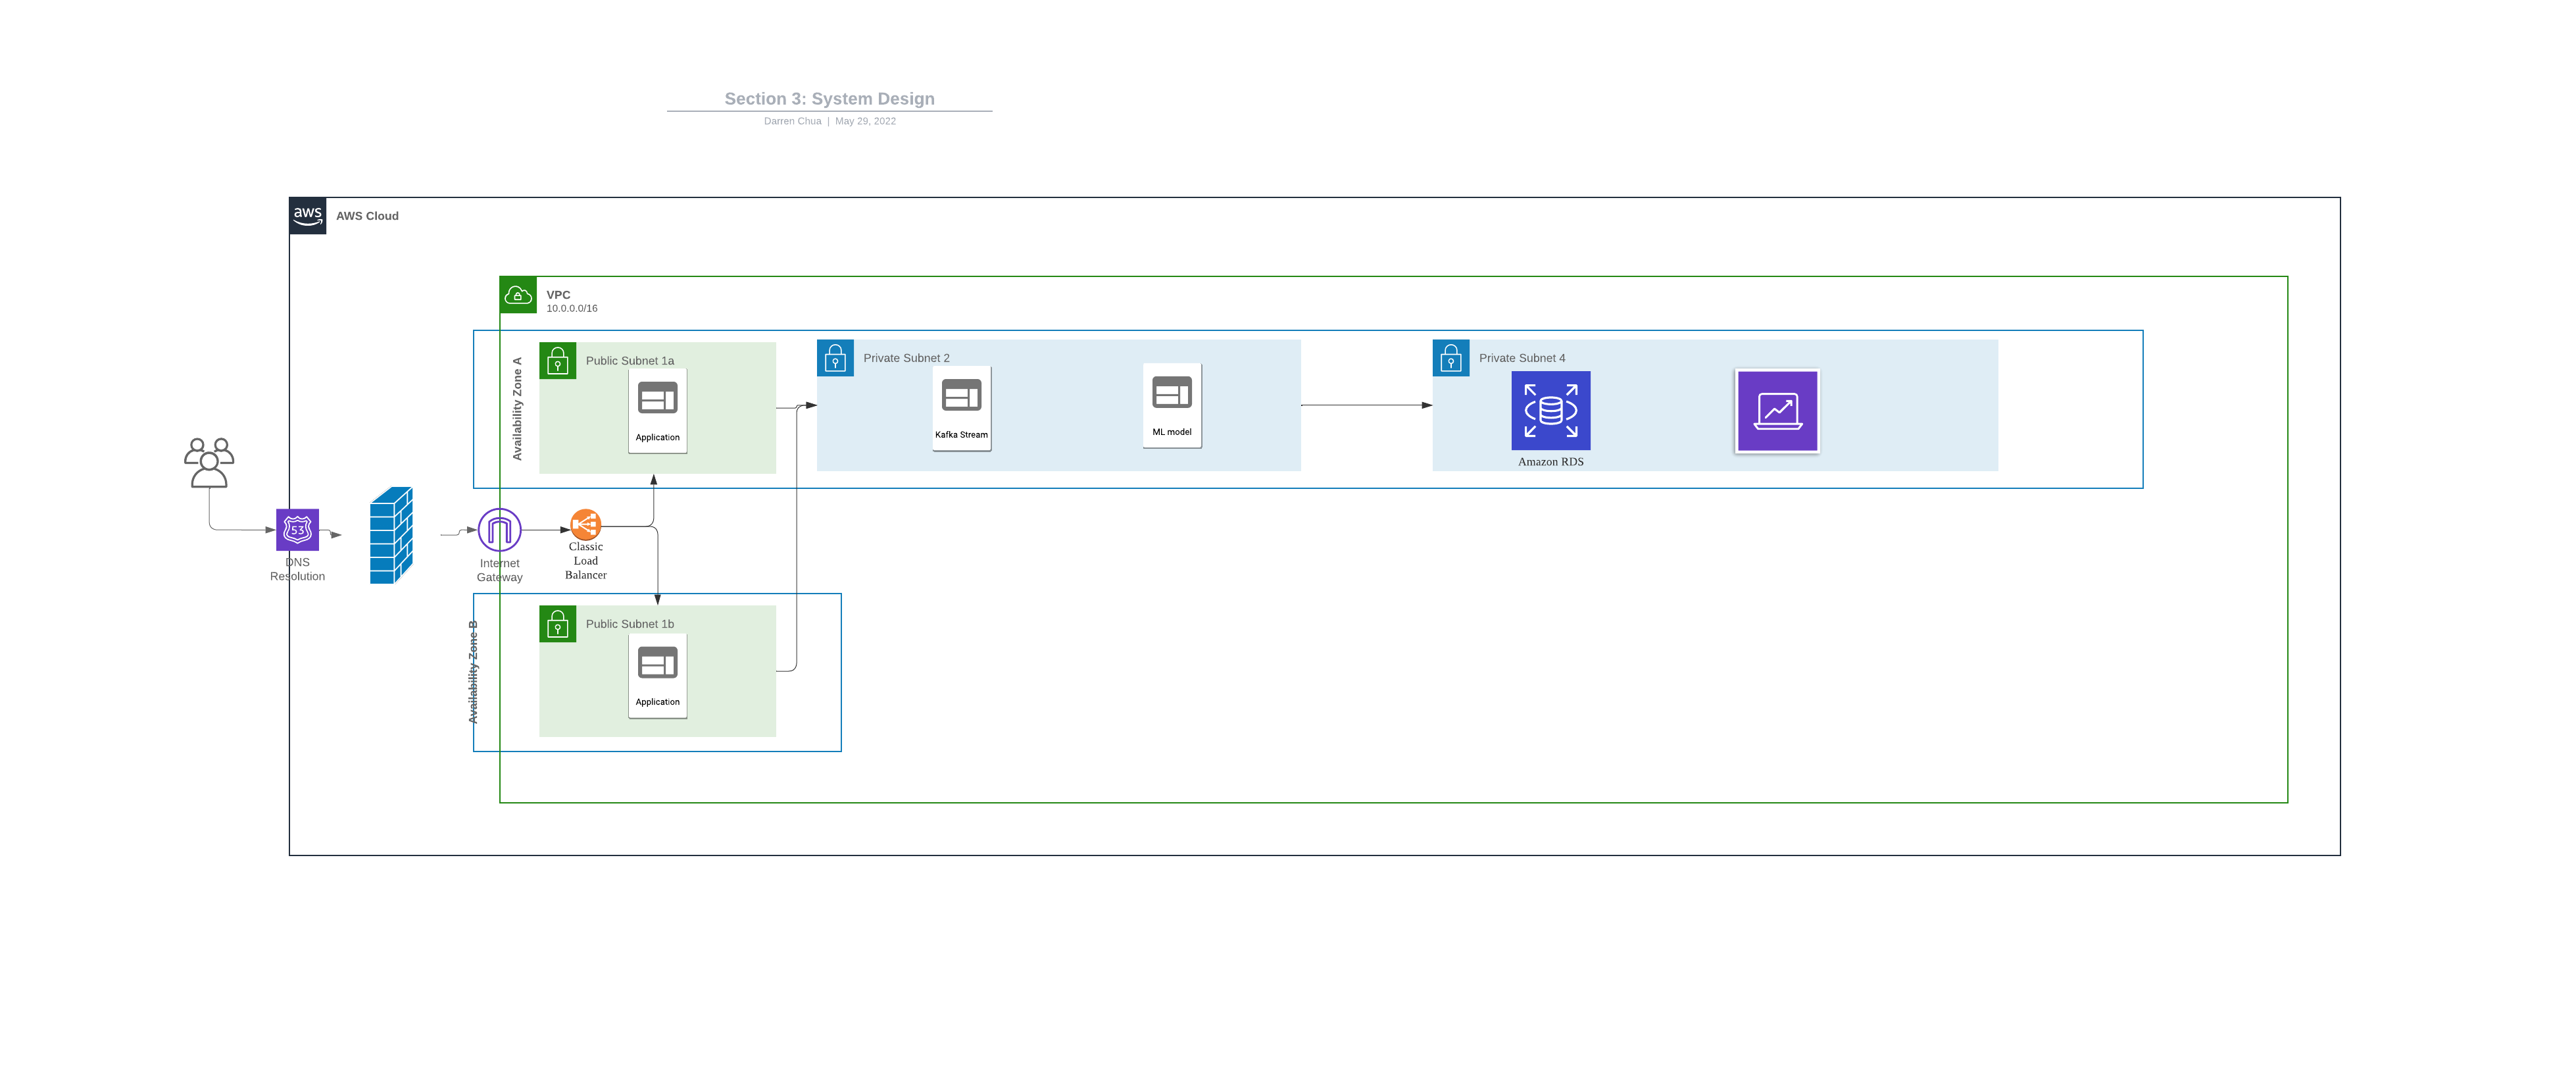 Section 3: System Design
Darren Chua | May 29, 2022
aws
AWS Cloud
VPC
10.0.0.0/16
Availability Zone A
Public Subnet 1a
Application
Private Subnet 2
Kafka Stream
ML model
Private Subnet 4
Amazon RDS
53
DNS
Resolution
Internet
Gateway
Classic
Load
Balancer
Availability Zone B
Public Subnet 1b
Application